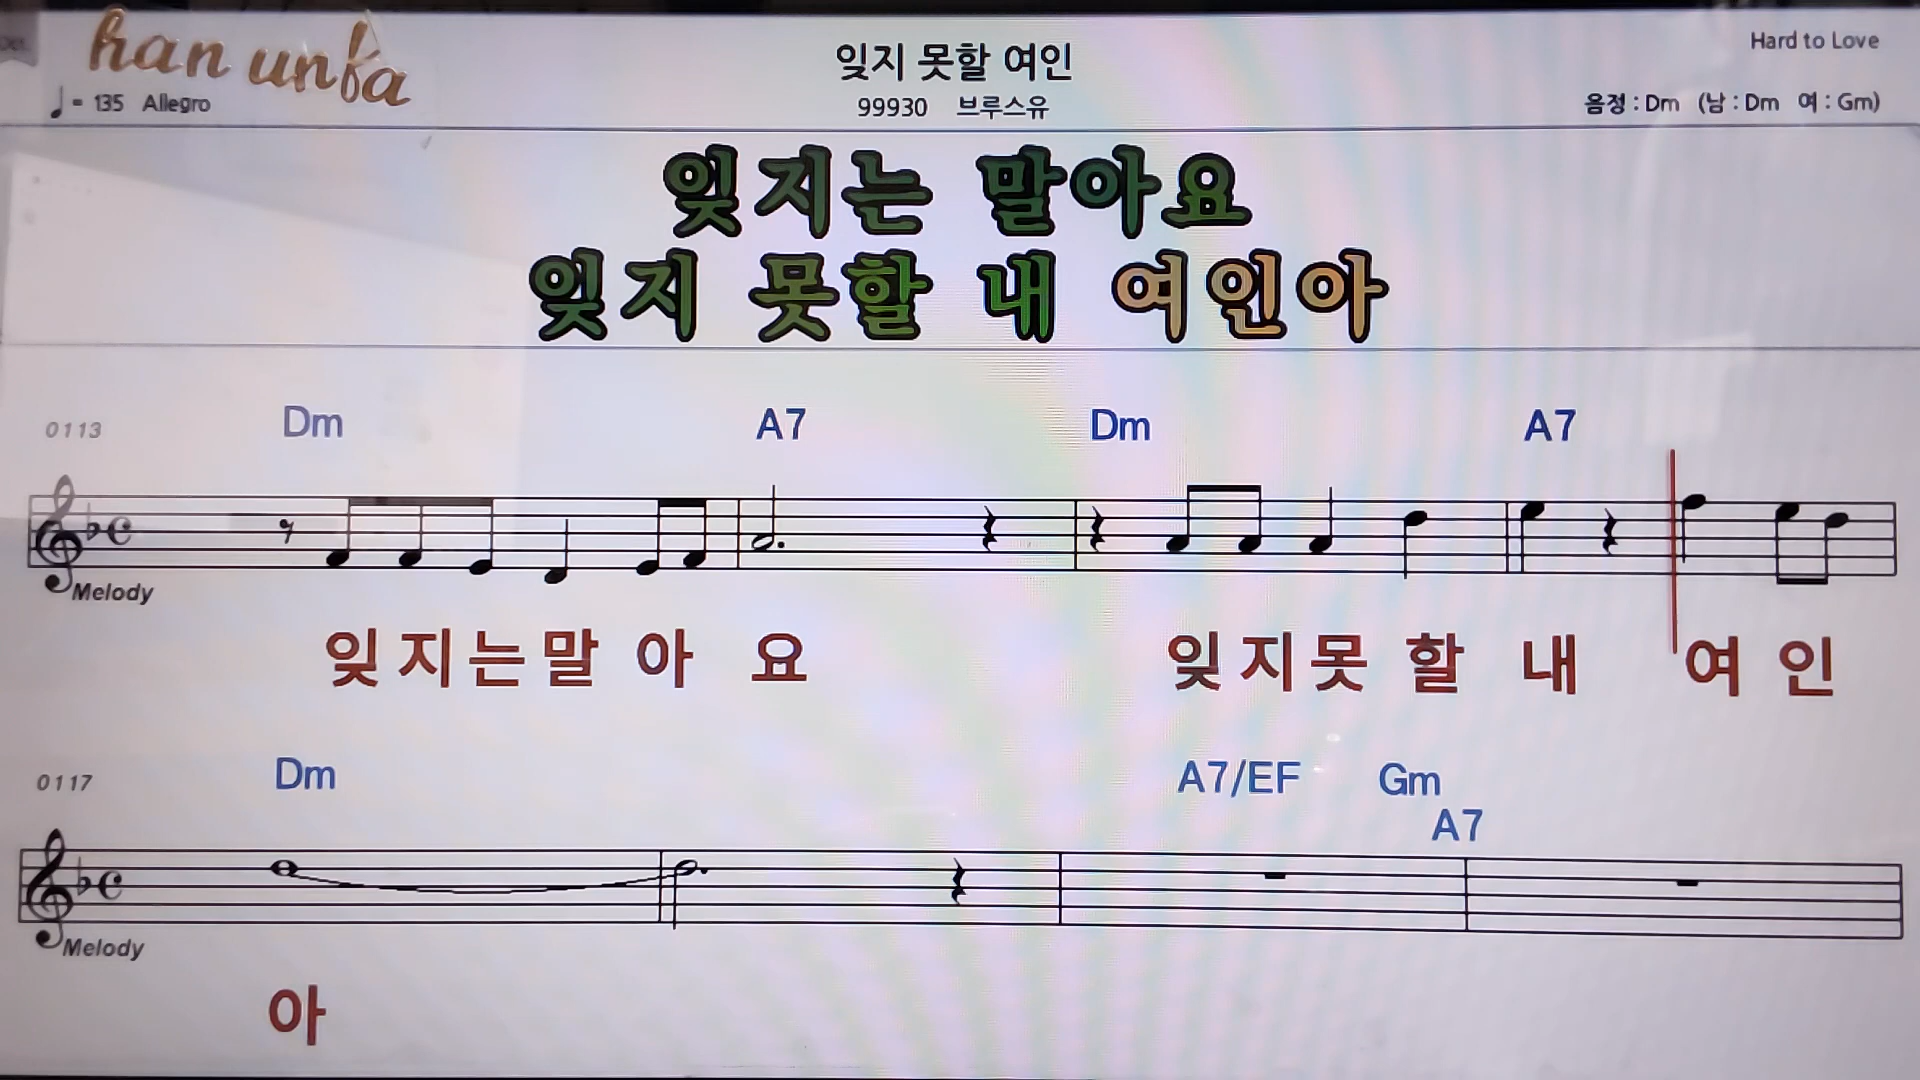 han unba
잊지 못할 여인
Hard to Love
♩ = 135 Allegro
99930 브루스유
음정 : Dm (남 : Dm 여 : Gm)
잊지는 말아요
잊지 못할 내 여인아
0113 Dm A7 Dm A7
Melody
잊지는말 아 요 잊지못 할 내 여 인
0117 Dm A7/EF Gm
A7
Melody
아